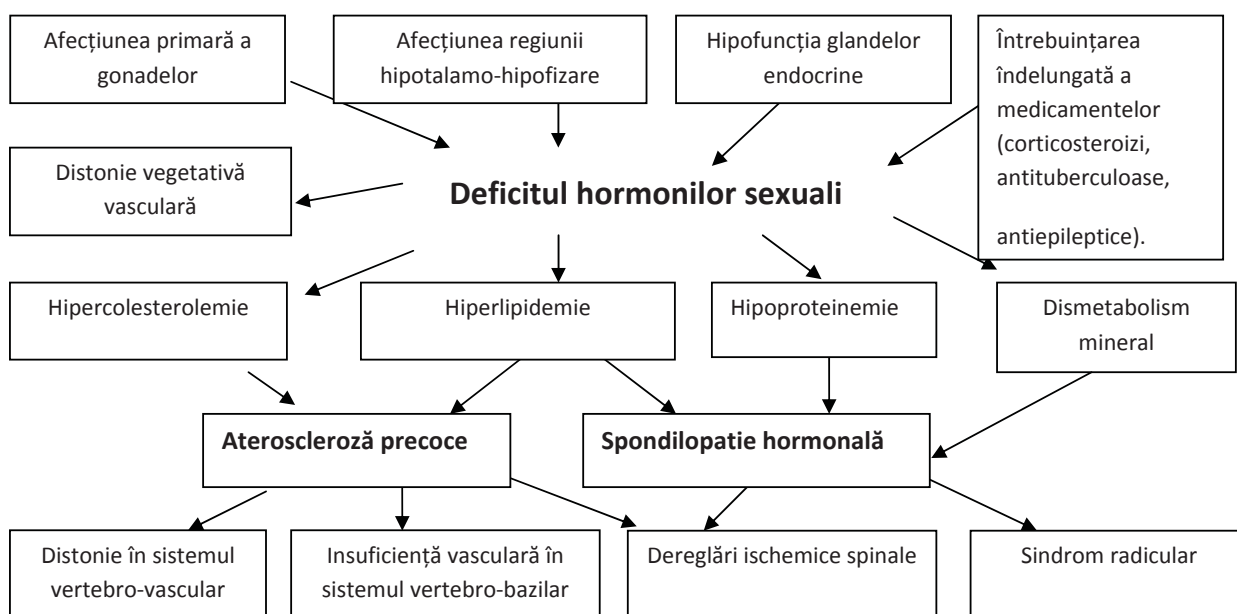 Afecțiunea primară a
gonadelor
Afecțiunea regiunii
hipotalamo-hipofizare
Hipofuncția glandelor
endocrine
Întrebuințarea
îndelungată a
medicamentelor
(corticosteroizi,
antituberculoase,
antiepileptice).
Distonie vegetativă
vasculară
Deficitul hormonilor sexuali
Hipercolesterolemie
Hiperlipidemie
Hipoproteinemie
Dismetabolism
mineral
Ateroscleroză precoce
Spondilopatie hormonală
Distonie în sistemul
vertebro-vascular
Insuficiență vasculară în
sistemul vertebro-bazilar
Dereglări ischemice spinale
Sindrom radicular